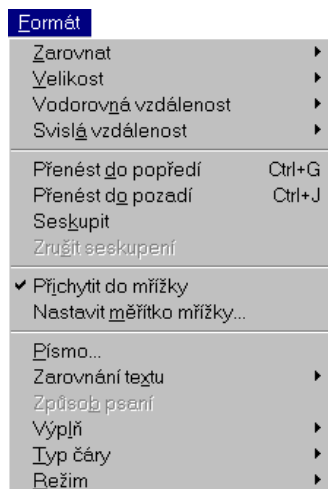 Formát
Zarovnat
Velikost
Vodorovná vzdálenost
Svislá vzdálenost
Přenést do popředí Ctrl+G
Přenést do pozadí Ctrl+J
Seskupit
Zrušit seskupení
Přichytit do mřížky
Nastavit měřítko mřížky...
Písmo...
Zarovnání textu
Způsob psaní
Výplň
Typ čáry
Režim